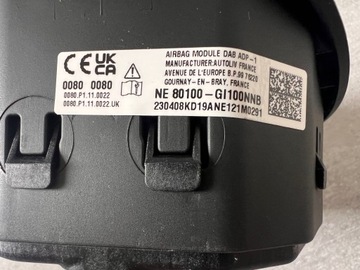 CE UK CA
AIRBAG MODULE DAB ADP-1
MANUFACTURER AUTOLIV FRANCE
AVENUE DE L'EUROPE B.P.99 76220
GOURNAY-EN-BRAY, FRANCE
0080 0080
0080.P1.11.0022
0080.P1.11.0022.UK
NE 80100-GI100NNB
230408KD19ANE121M0291